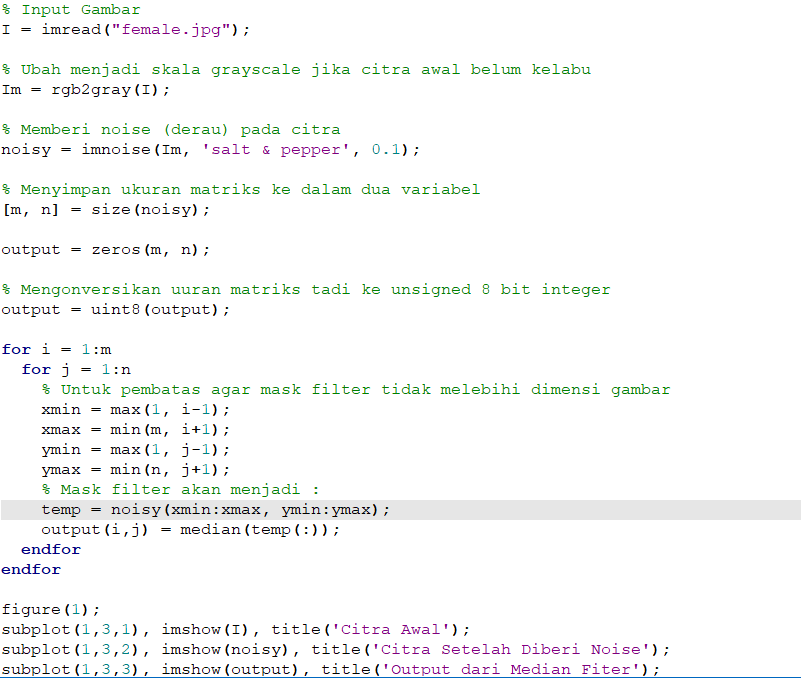 % Input Gambar
I = imread("female.jpg");
% Ubah menjadi skala grayscale jika citra awal belum kelabu
Im = rgb2gray(I);
% Memberi noise (derau) pada citra
noisy = imnoise(Im, 'salt & pepper', 0.1);
% Menyimpan ukuran matriks ke dalam dua variabel
[m, n] = size(noisy);
output = zeros(m, n);
% Mengonversikan uuran matriks tadi ke unsigned 8 bit integer
output = uint8(output);
for i = 1:m
for j = 1:n
% Untuk pembatas agar mask filter tidak melebihi dimensi gambar
xmin = max(1, i-1);
xmax = min(m, i+1);
ymin = max(1, j-1);
ymax = min(n, j+1);
% Mask filter akan menjadi :
temp = noisy(xmin:xmax, ymin:ymax);
output(i,j) = median(temp(:));
endfor
endfor
figure(1);
subplot(1,3,1), imshow(I), title('Citra Awal');
subplot(1,3,2), imshow(noisy), title('Citra Setelah Diberi Noise');
subplot(1,3,3), imshow(output), title('Output dari Median Fiter');